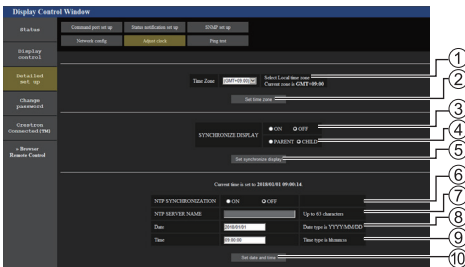 Display Control Window
Status
Command port set up
Status notification set up
SNMP set up
Network config
Adjust clock
Ping test
Display control
Detailed set up
Change password
Crestron Connected(TM)
» Browser Remote Control
Time Zone
(GMT+09:00)
Select Local time zone
Current zone is GMT+09:00
Set time zone
SYNCHRONIZE DISPLAY
ON OFF
PARENT CHILD
Set synchronize display
Current time is set to 2018/01/01 09:00:14.
NTP SYNCHRONIZATION
ON OFF
NTP SERVER NAME
Up to 63 characters
Date
2018/01/01
Date type is YYYY/MM/DD
Time
09:00:00
Time type is hh:mm:ss
Set date and time
1
2
3
4
5
6
7
8
9
10